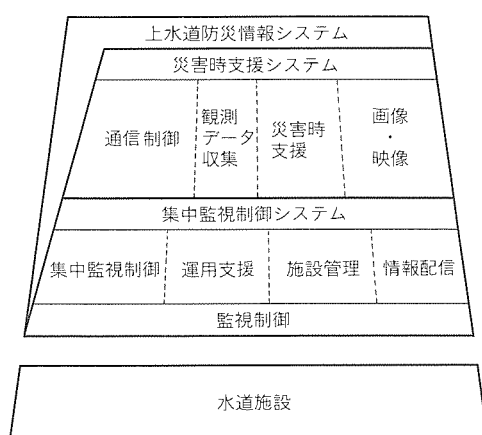 上水道防災情報システム
災害時支援システム
通信制御
観測
データ
収集
災害時
支援
画像
・
映像
集中監視制御システム
集中監視制御
運用支援
施設管理
情報配信
監視制御
水道施設